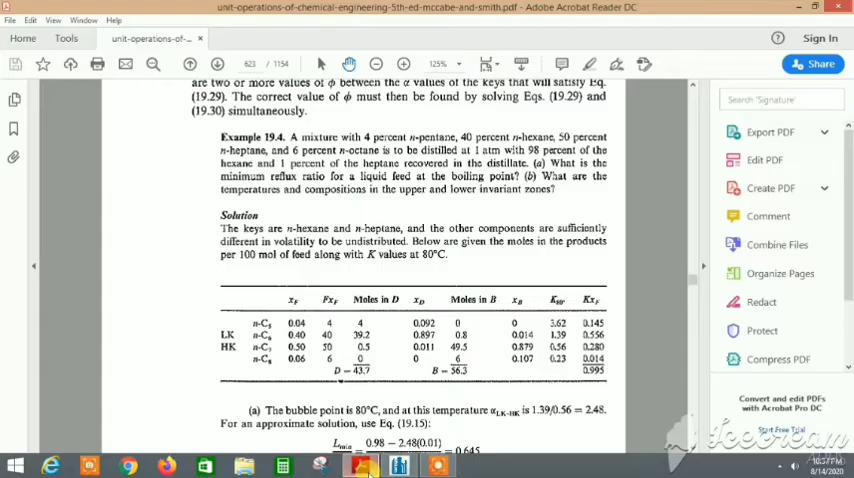 unit-operations-of-chemical-engineering-5th-ed-mccabe-and-smith.pdf - Adobe Acrobat Reader DC
File Edit View Window Help
Home Tools unit-operations-of-... × Sign In
623 / 1154 125% Share
are two or more values of ϕ between the α values of the keys that will satisfy Eq.
(19.29). The correct value of ϕ must then be found by solving Eqs. (19.29) and
(19.30) simultaneously.
Example 19.4. A mixture with 4 percent n-pentane, 40 percent n-hexane, 50 percent
n-heptane, and 6 percent n-octane is to be distilled at 1 atm with 98 percent of the
hexane and 1 percent of the heptane recovered in the distillate. (a) What is the
minimum reflux ratio for a liquid feed at the boiling point? (b) What are the
temperatures and compositions in the upper and lower invariant zones?
Solution
The keys are n-hexane and n-heptane, and the other components are sufficiently
different in volatility to be undistributed. Below are given the moles in the products
per 100 mol of feed along with K values at 80°C.
xF FxF Moles in D xD Moles in B xB K80° KxF
n-C5 0.04 4 4 0.092 0 0 3.62 0.145
LK n-C6 0.40 40 39.2 0.897 0.8 0.014 1.39 0.556
HK n-C7 0.50 50 0.5 0.011 49.5 0.879 0.56 0.280
n-C8 0.06 6 0 0 6 0.107 0.23 0.014
D = 43.7 B = 56.3 0.995
(a) The bubble point is 80°C, and at this temperature αLK-HK is 1.39/0.56 = 2.48.
For an approximate solution, use Eq. (19.15):
Lmin 0.98 − 2.48(0.01)
= 0.645
Search 'Signature'
Export PDF
Edit PDF
Create PDF
Comment
Combine Files
Organize Pages
Redact
Protect
Compress PDF
Convert and edit PDFs
with Acrobat Pro DC
Start Free Trial
Icecream
10:37 PM
8/14/2020